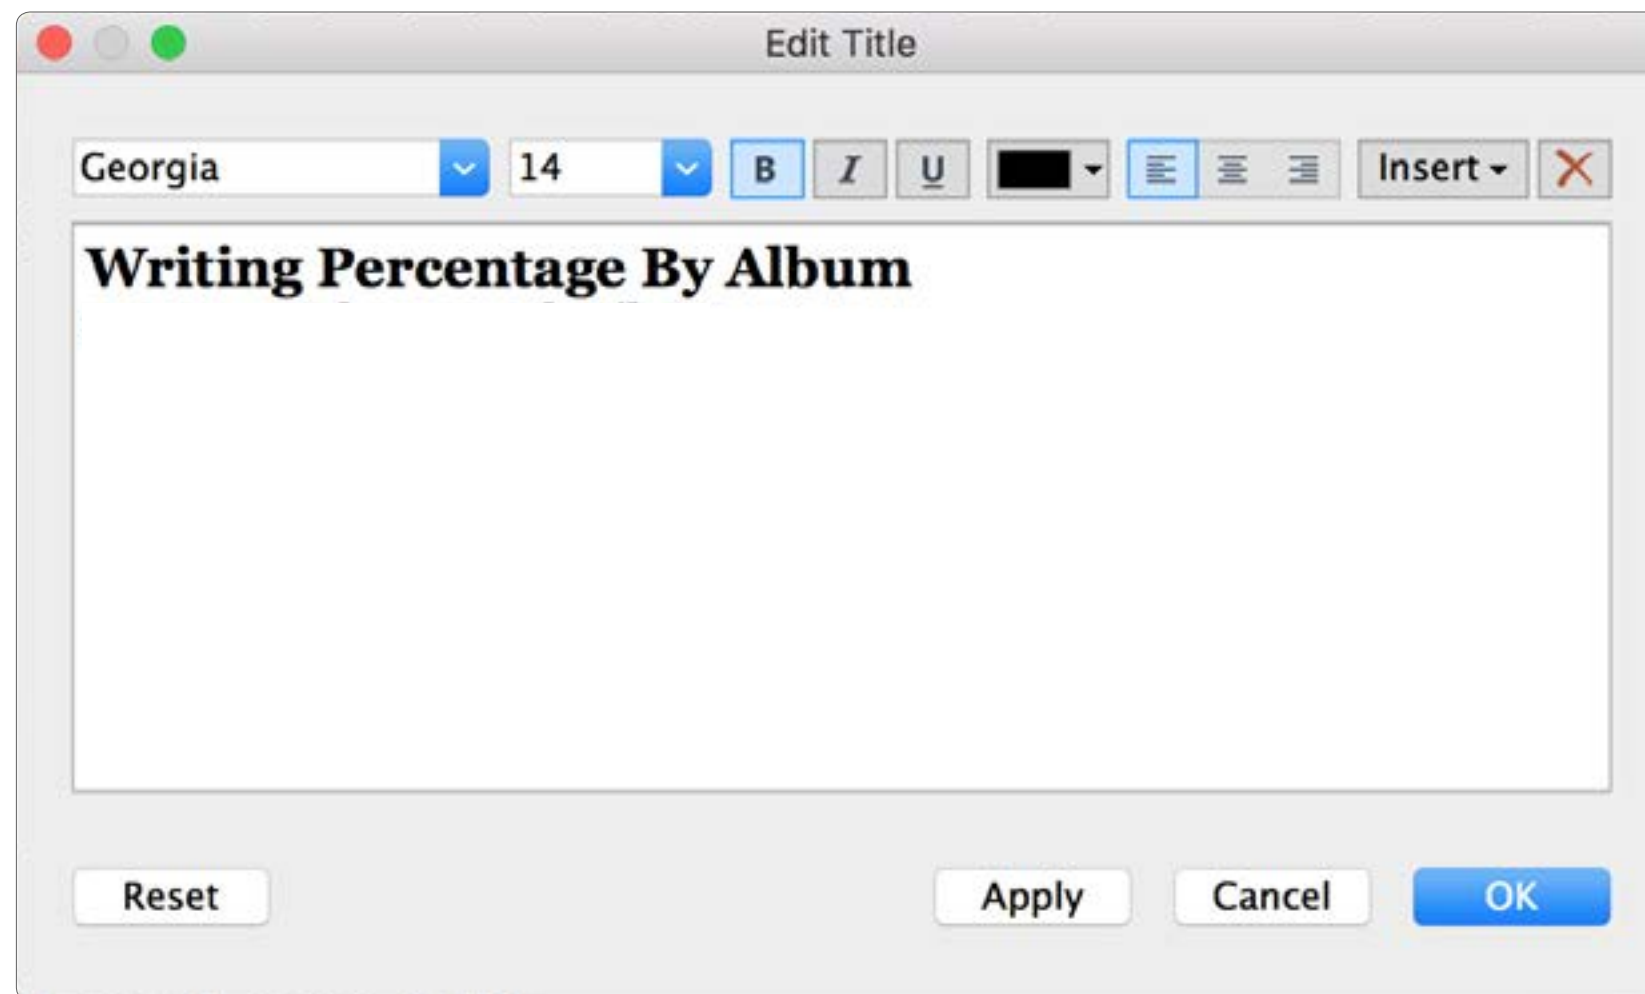 Edit Title
Georgia 14 B I U Insert
Writing Percentage By Album
Reset Apply Cancel OK